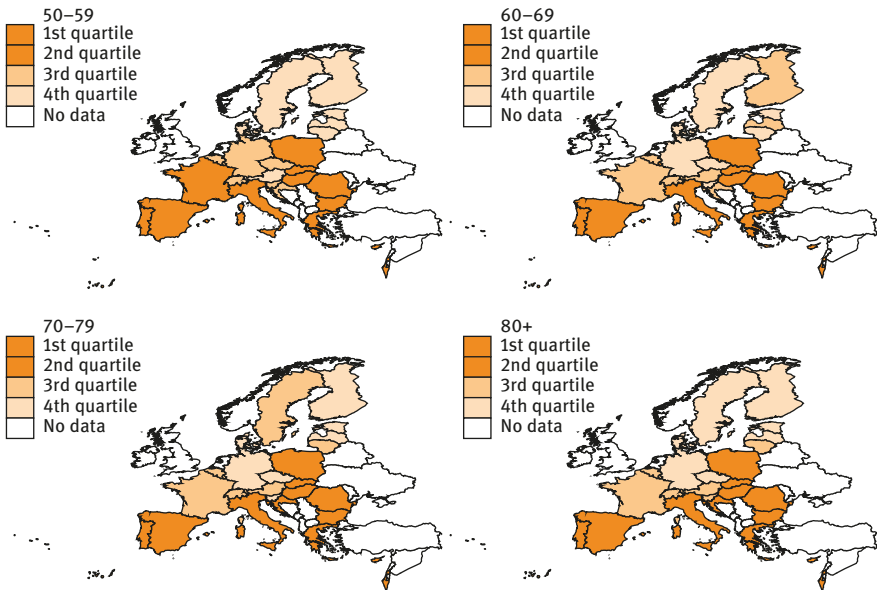 50–59
1st quartile
2nd quartile
3rd quartile
4th quartile
No data
60–69
1st quartile
2nd quartile
3rd quartile
4th quartile
No data
70–79
1st quartile
2nd quartile
3rd quartile
4th quartile
No data
80+
1st quartile
2nd quartile
3rd quartile
4th quartile
No data